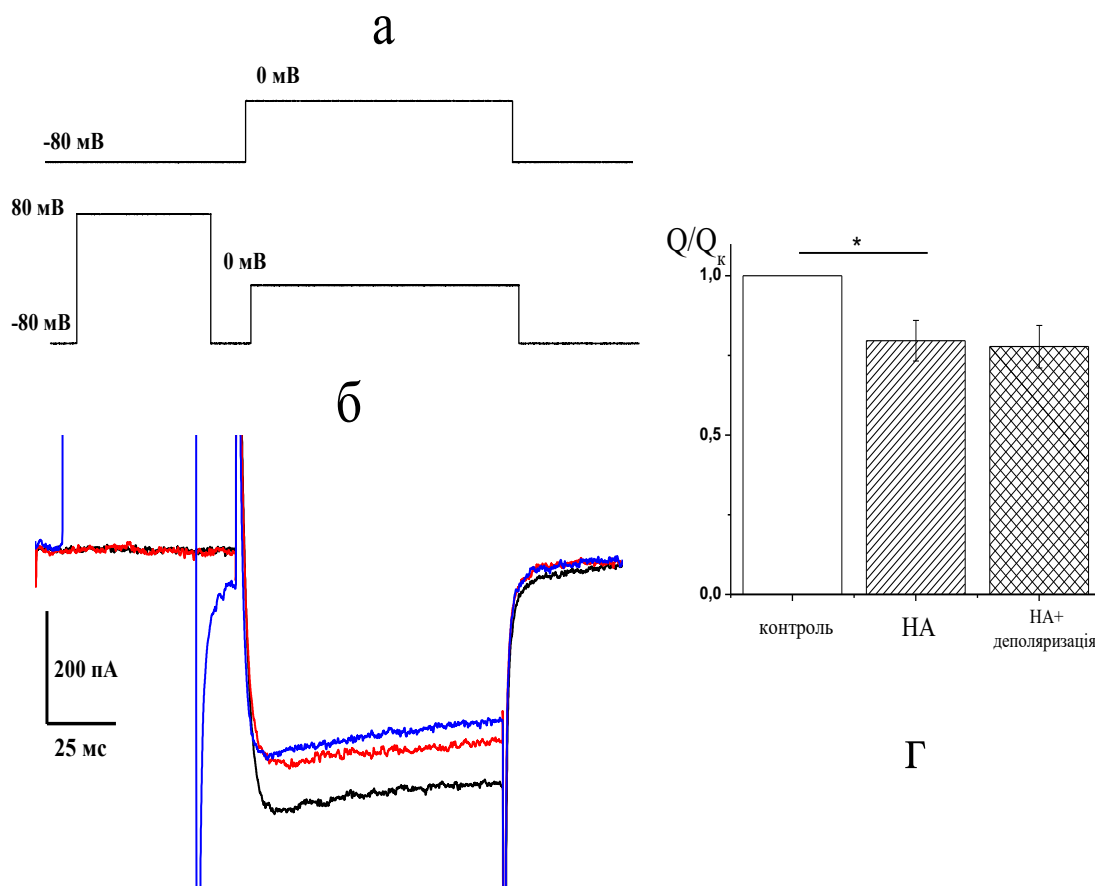 а
0 мВ
-80 мВ
80 мВ
0 мВ
-80 мВ
б
200 пА
25 мс
Q/Qк
*
1,0
0,5
0,0
контроль
НА
НА+
деполяризація
Г